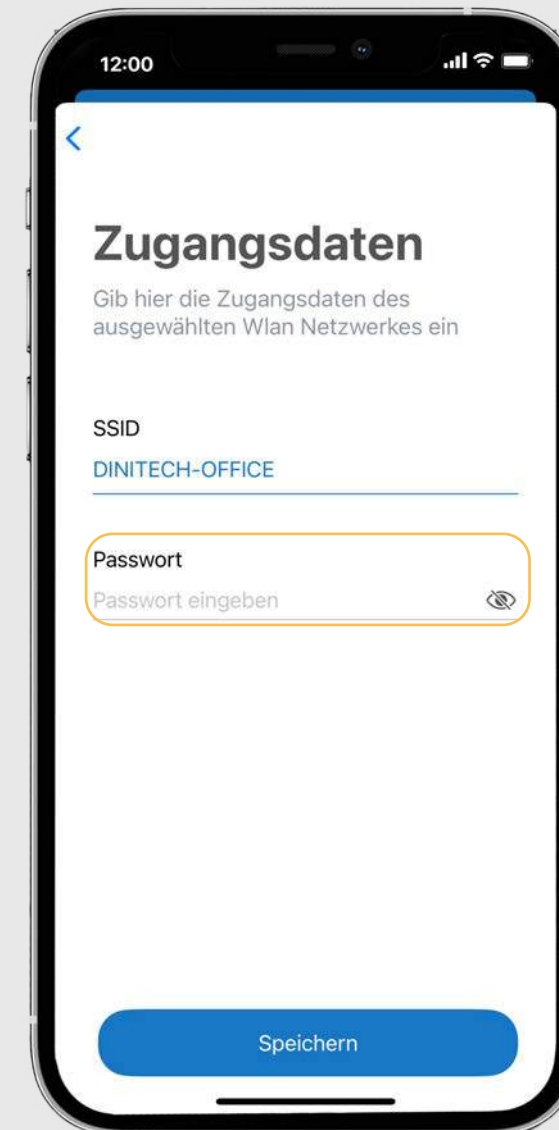 12:00
Zugangsdaten
Gib hier die Zugangsdaten des
ausgewählten Wlan Netzwerkes ein
SSID
DINITECH-OFFICE
Passwort
Passwort eingeben
Speichern